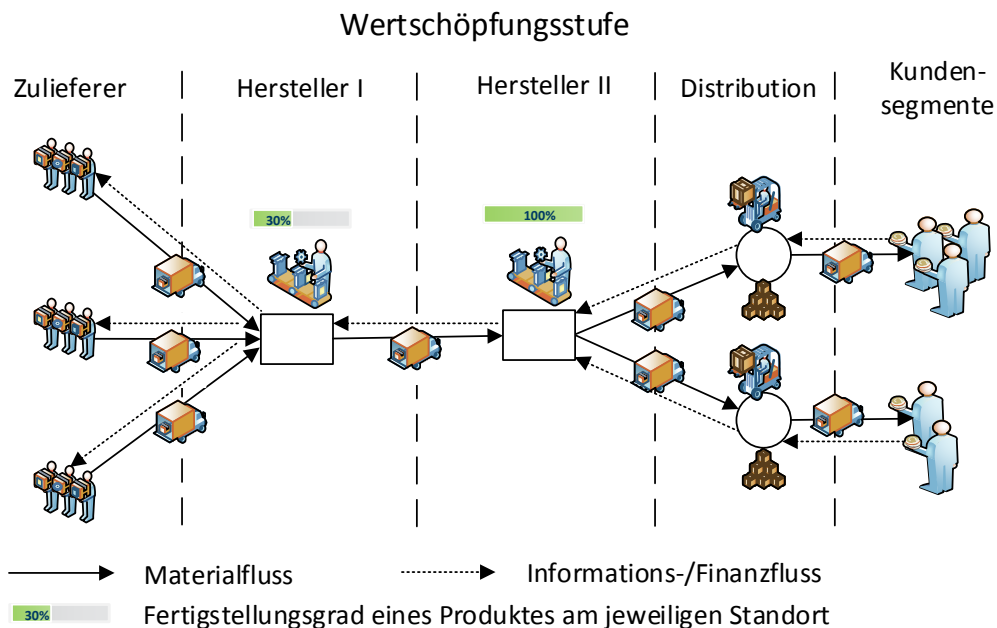 Wertschöpfungsstufe
Zulieferer
Hersteller I
Hersteller II
Distribution
Kunden-
segmente
30%
100%
Materialfluss
Informations-/Finanzfluss
30%
Fertigstellungsgrad eines Produktes am jeweiligen Standort